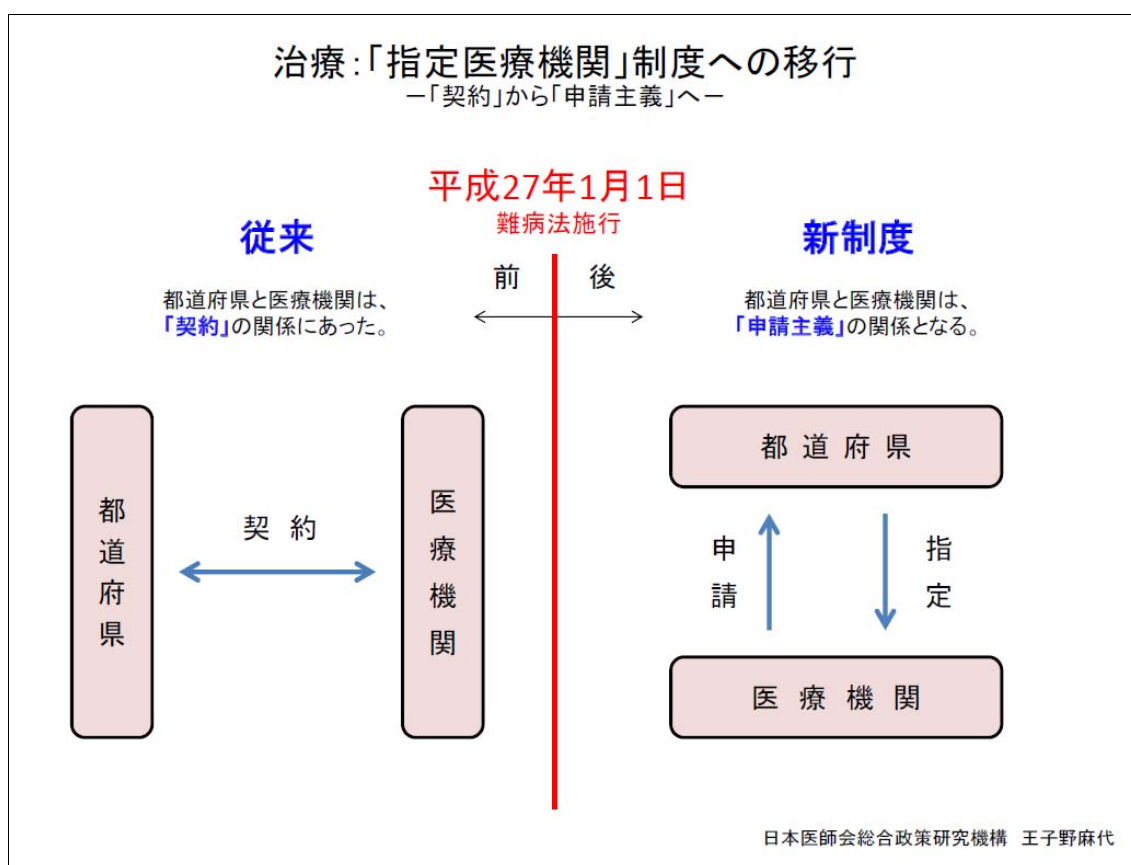 治療:「指定医療機関」制度への移行
－「契約」から「申請主義」へ－
平成27年1月1日
難病法施行
従来
前
後
新制度
都道府県と医療機関は、
「契約」の関係にあった。
都道府県と医療機関は、
「申請主義」の関係となる。
都道府県
契約
医療機関
都道府県
申請
指定
医療機関
日本医師会総合政策研究機構 王子野麻代